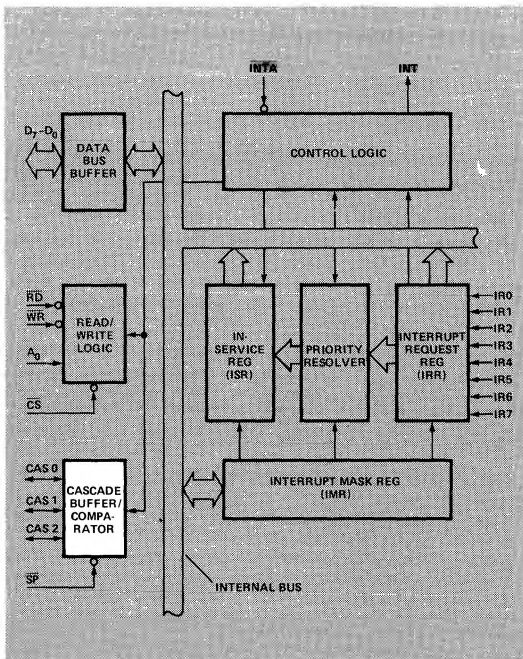 INTA
INT
D7-D0
DATA
BUS
BUFFER
CONTROL LOGIC
RD
WR
A0
CS
READ/
WRITE
LOGIC
IN-
SERVICE
REG
(ISR)
PRIORITY
RESOLVER
INTERRUPT
REQUEST
REG
(IRR)
IR0
IR1
IR2
IR3
IR4
IR5
IR6
IR7
CAS 0
CAS 1
CAS 2
CASCADE
BUFFER/
COMPA-
RATOR
SP
INTERRUPT MASK REG
(IMR)
INTERNAL BUS